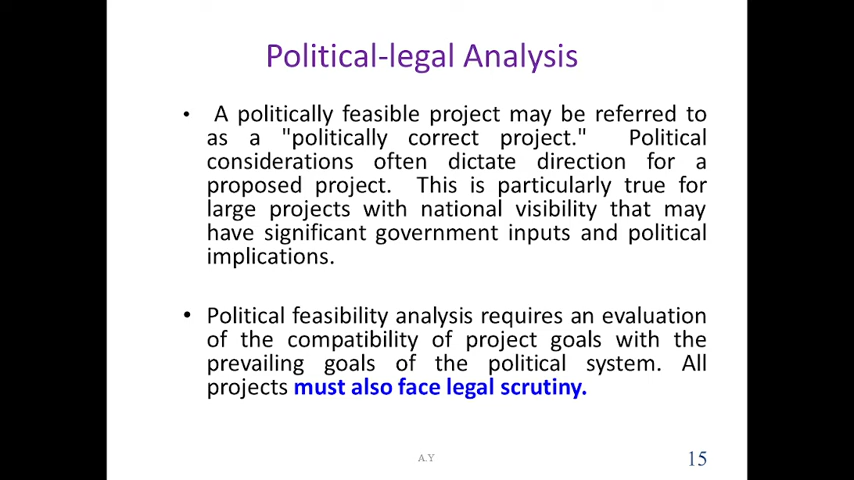 Political-legal Analysis
• A politically feasible project may be referred to
as a "politically correct project." Political
considerations often dictate direction for a
proposed project. This is particularly true for
large projects with national visibility that may
have significant government inputs and political
implications.
• Political feasibility analysis requires an evaluation
of the compatibility of project goals with the
prevailing goals of the political system. All
projects must also face legal scrutiny.
A.Y
15